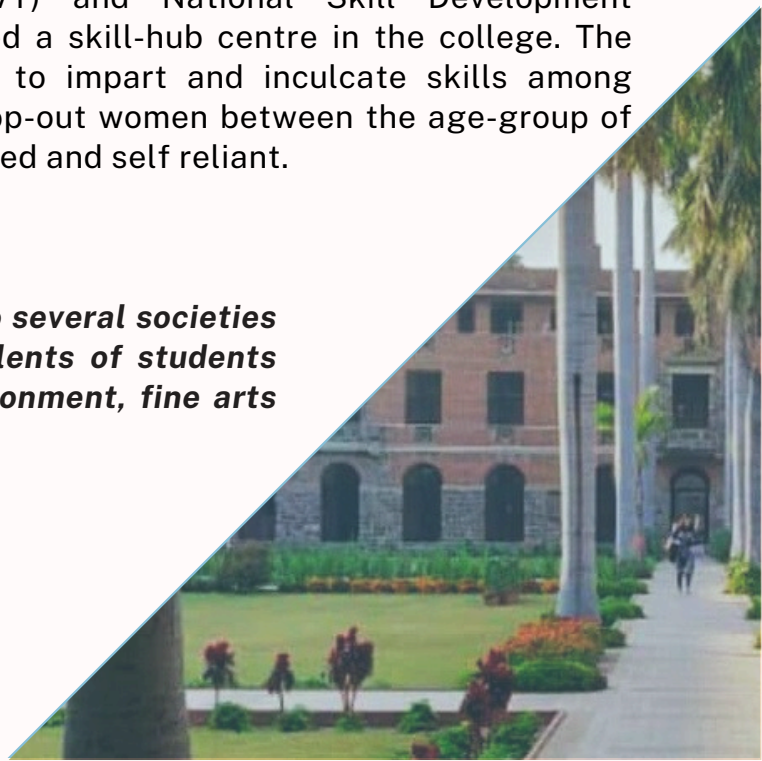 and National Skill Development
d a skill-hub centre in the college. The
to impart and inculcate skills among
op-out women between the age-group of
ed and self reliant.
several societies
lents of students
onment, fine arts